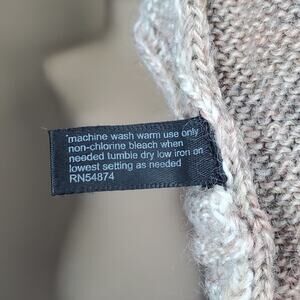 *machine wash warm use only
non-chlorine bleach when
needed tumble dry low iron on
lowest setting as needed
RN54874